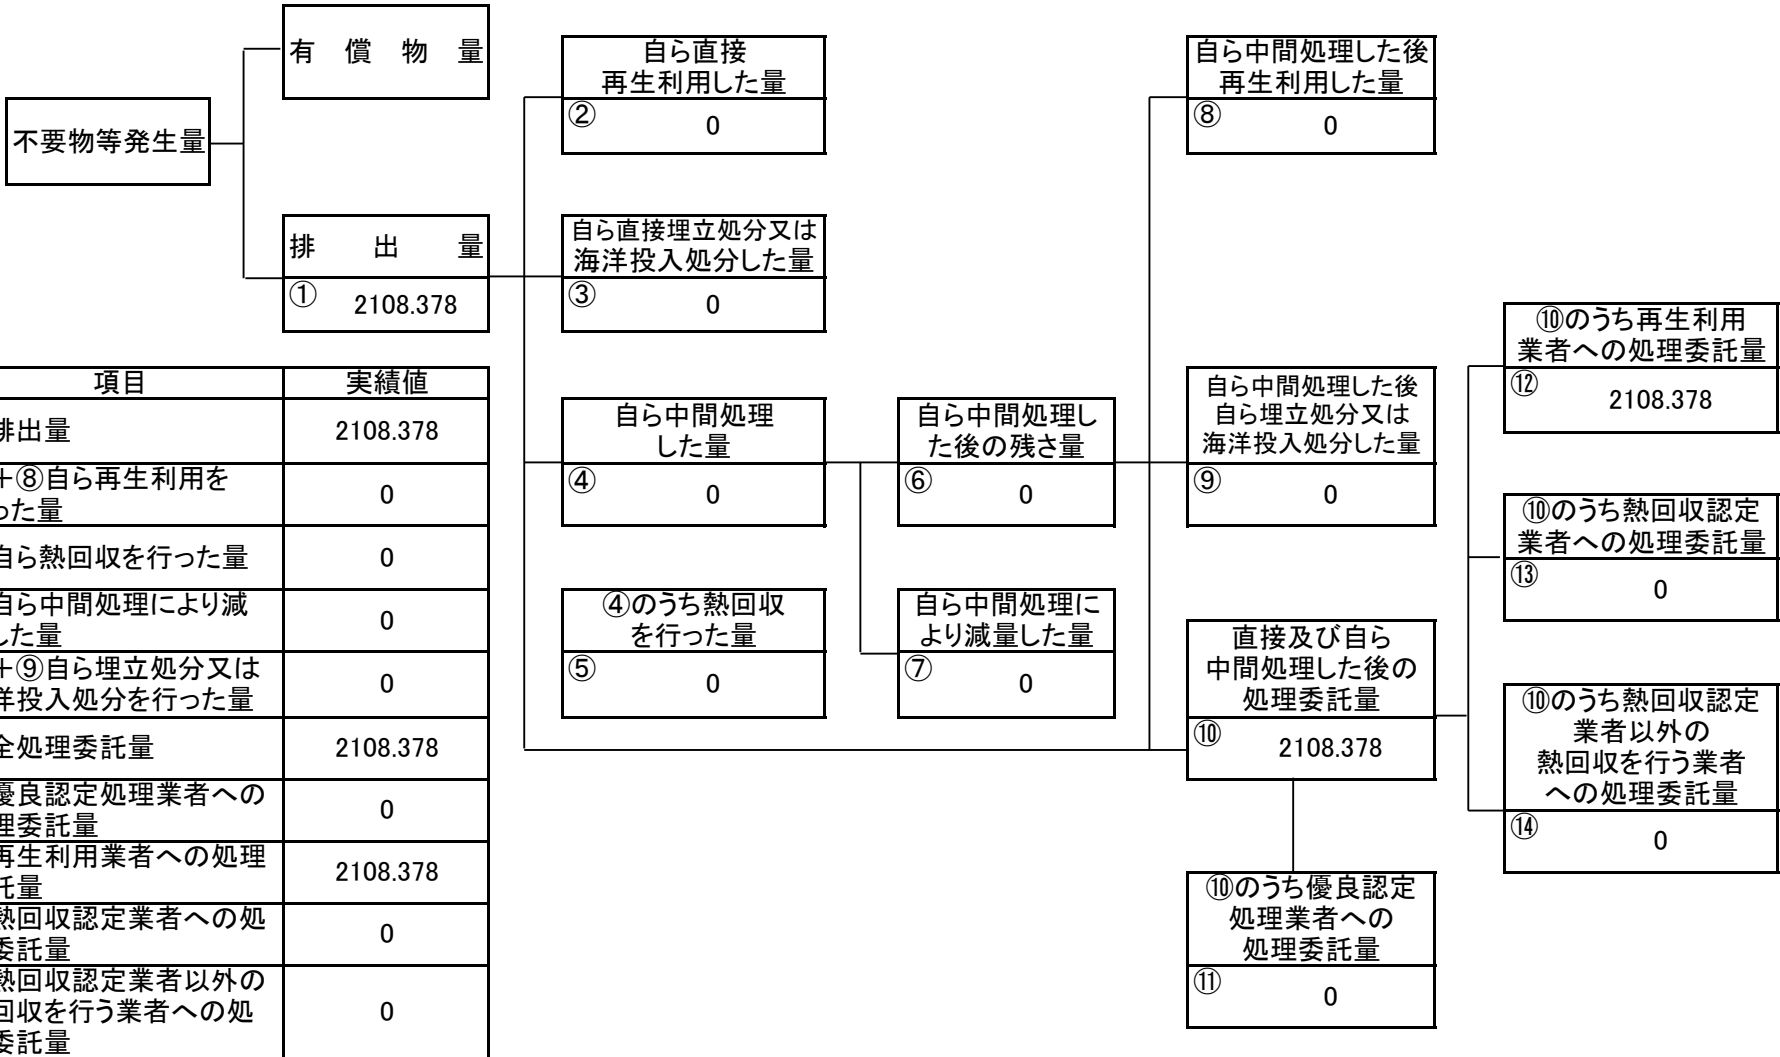 有　償　物　量
不要物等発生量
排　出　量
①
2108.378
自ら直接
再生利用した量
②
0
自ら直接埋立処分又は
海洋投入処分した量
③
0
自ら中間処理
した量
④
0
④のうち熱回収
を行った量
⑤
0
自ら中間処理し
た後の残さ量
⑥
0
自ら中間処理に
より減量した量
⑦
0
自ら中間処理した後
再生利用した量
⑧
0
自ら中間処理した後
自ら埋立処分又は
海洋投入処分した量
⑨
0
直接及び自ら
中間処理した後の
処理委託量
⑩
2108.378
⑩のうち優良認定
処理業者への
処理委託量
⑪
0
⑩のうち再生利用
業者への処理委託量
⑫
2108.378
⑩のうち熱回収認定
業者への処理委託量
⑬
0
⑩のうち熱回収認定
業者以外の
熱回収を行う業者
への処理委託量
⑭
0
項目
実績値
排出量
2108.378
+⑧自ら再生利用を
った量
0
自ら熱回収を行った量
0
自ら中間処理により減
した量
0
+⑨自ら埋立処分又は
洋投入処分を行った量
0
全処理委託量
2108.378
優良認定処理業者への
理委託量
0
再生利用業者への処理
託量
2108.378
熱回収認定業者への処
委託量
0
熱回収認定業者以外の
回収を行う業者への処
委託量
0